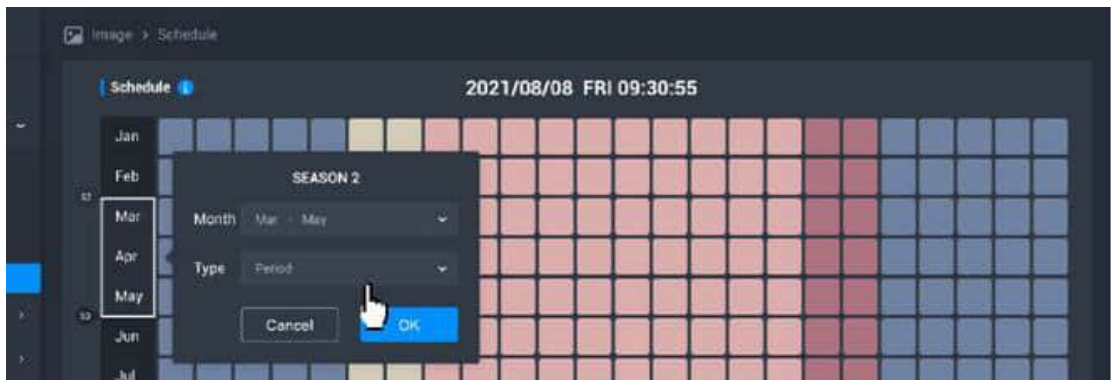 Image > Schedule
Schedule i
2021/08/08 FRI 09:30:55
Jan
Feb
SEASON 2
Mar
Month
Mar - May
Apr
Type
Period
May
Cancel
OK
Jun
Jul